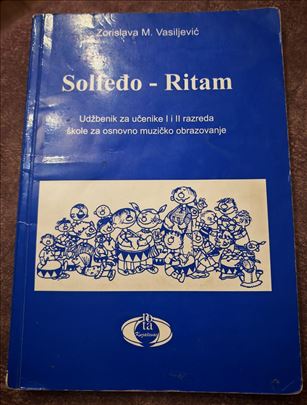 Zorislava M. Vasiljević
Solfeđo - Ritam
Udžbenik za učenike I i II razreda
škole za osnovno muzičko obrazovanje